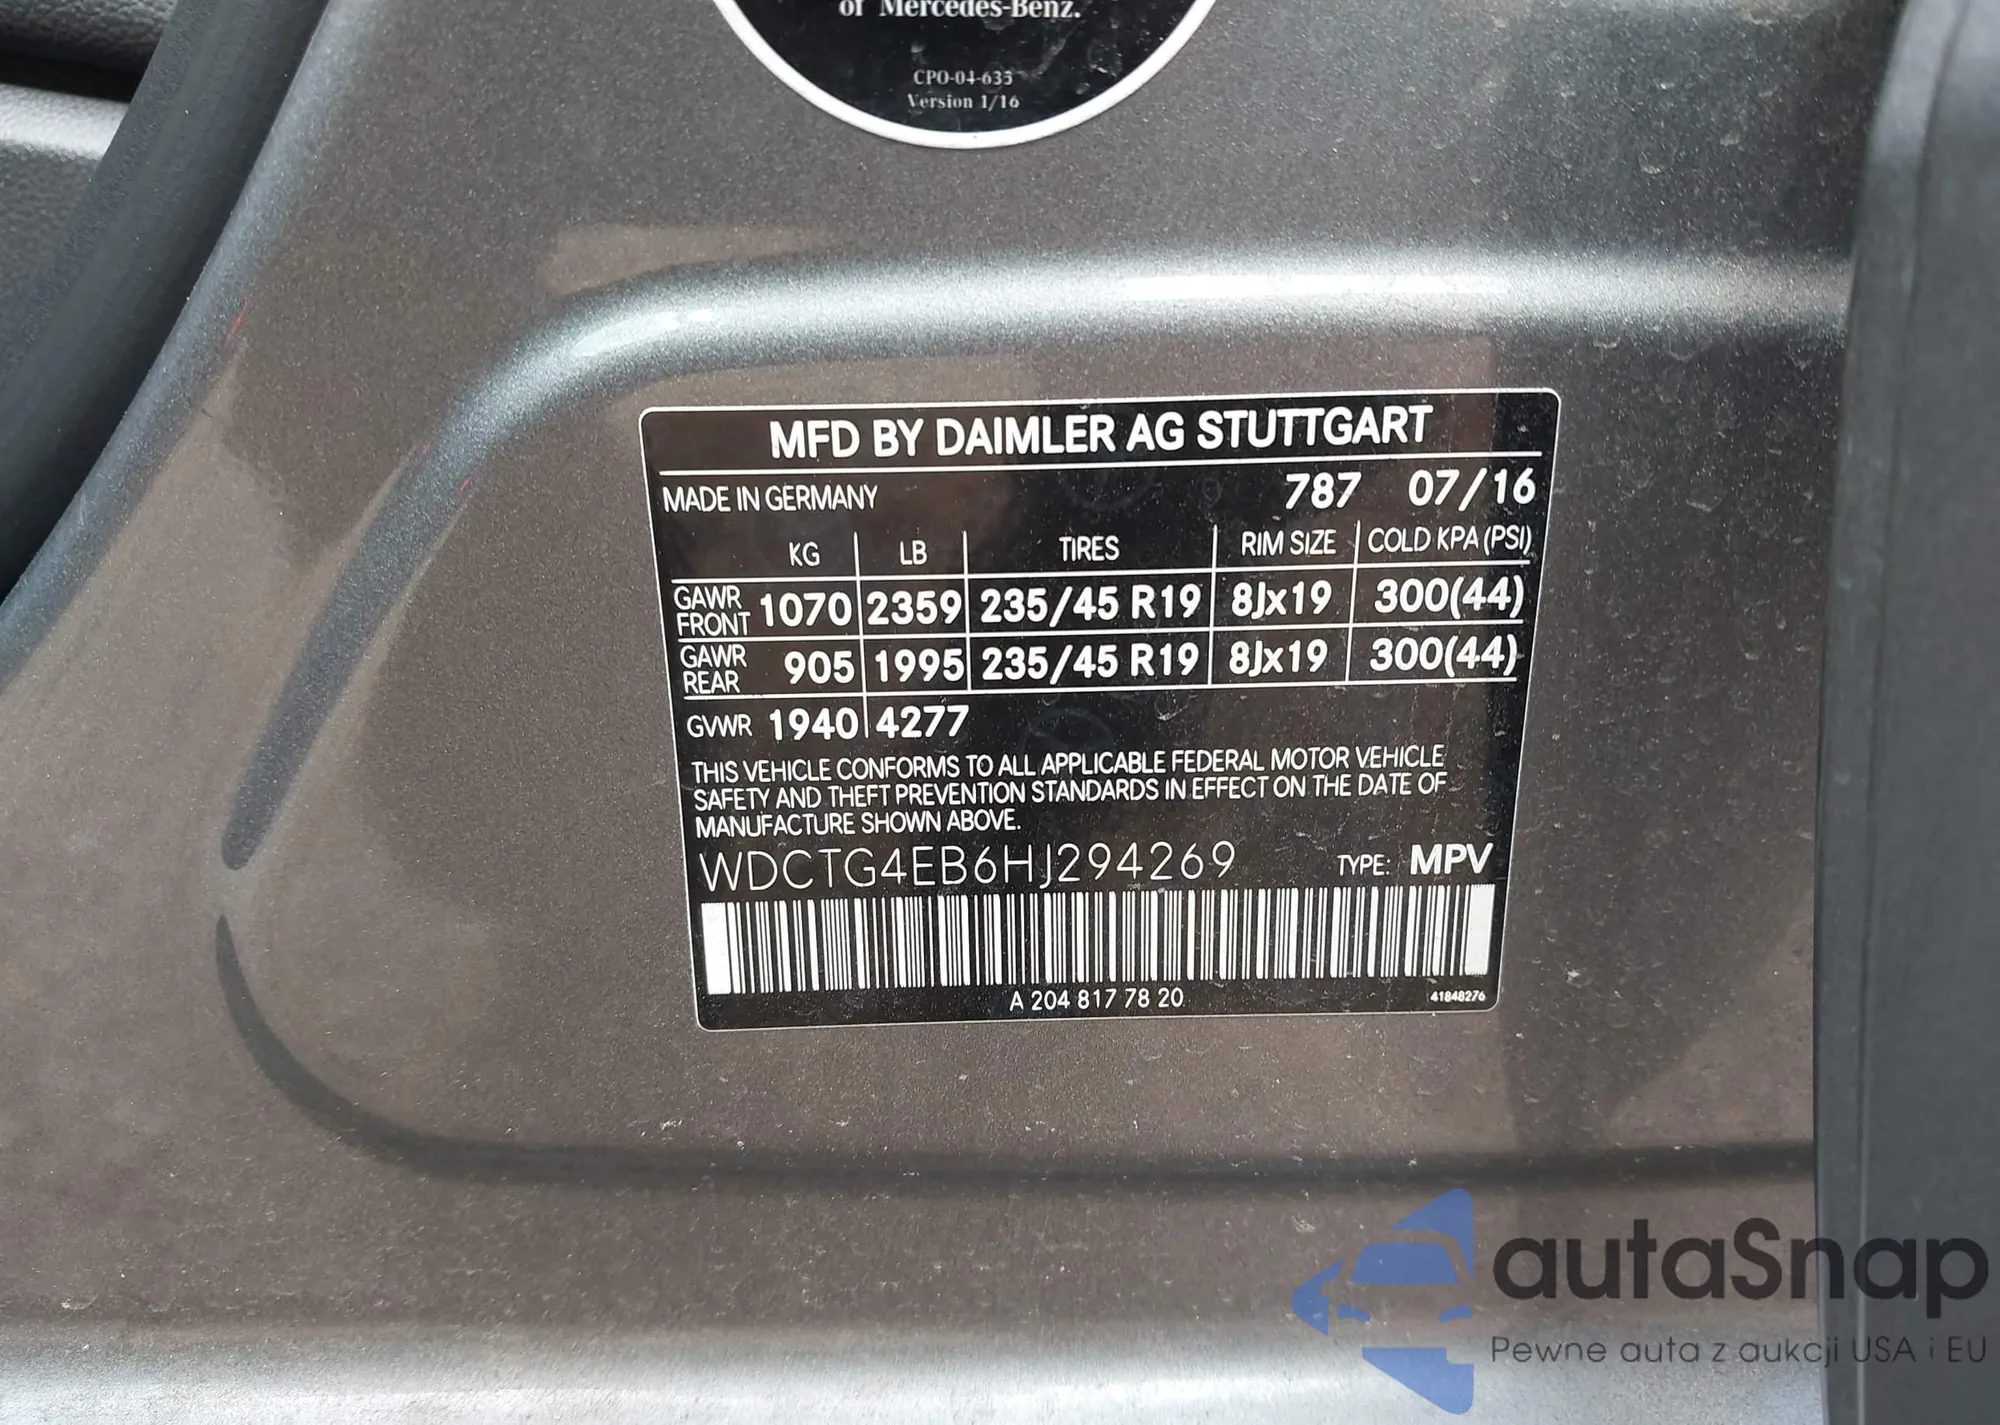 of Mercedes-Benz.
CPO-04-633
Version 1/16
MFD BY DAIMLER AG STUTTGART
MADE IN GERMANY 787 07/16
KG LB TIRES RIM SIZE COLD KPA (PSI)
GAWR FRONT 1070 2359 235/45 R19 8Jx19 300(44)
GAWR REAR 905 1995 235/45 R19 8Jx19 300(44)
GVWR 1940 4277
THIS VEHICLE CONFORMS TO ALL APPLICABLE FEDERAL MOTOR VEHICLE
SAFETY AND THEFT PREVENTION STANDARDS IN EFFECT ON THE DATE OF
MANUFACTURE SHOWN ABOVE.
WDCTG4EB6HJ294269 TYPE: MPV
A 204 817 78 20 41848276
autaSnap
Pewne auta z aukcji USA i EU